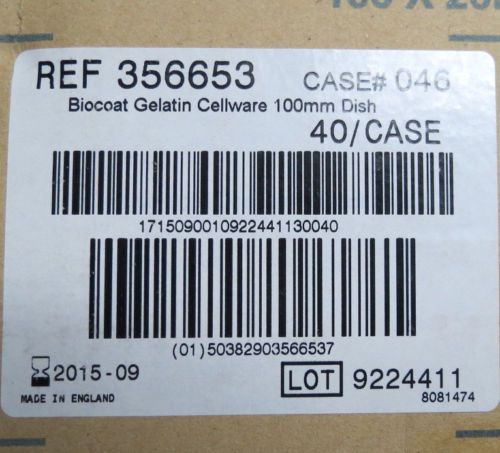 REF 356653 CASE# 046
Biocoat Gelatin Cellware 100mm Dish
40/CASE
1715090010922441130040
(01)50382903566537
2015-09 LOT 9224411
MADE IN ENGLAND 8081474